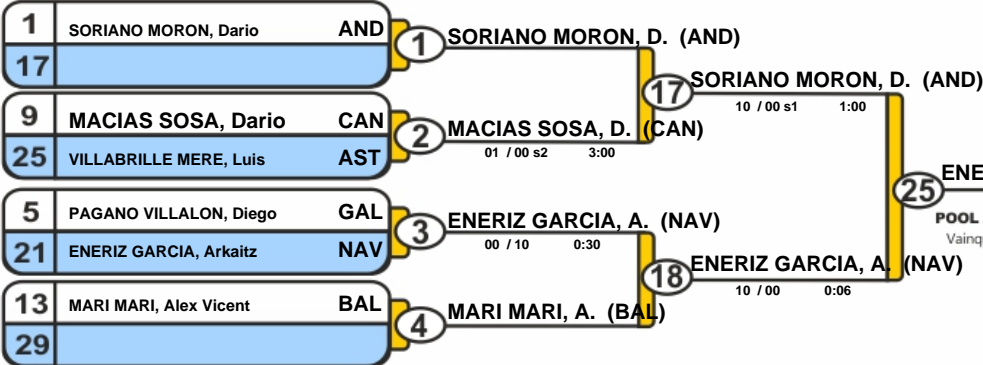 1 SORIANO MORON, Dario AND
17
9 MACIAS SOSA, Dario CAN
25 VILLABRILLE MERE, Luis AST
5 PAGANO VILLALON, Diego GAL
21 ENERIZ GARCIA, Arkaitz NAV
13 MARI MARI, Alex Vicent BAL
29
1 SORIANO MORON, D. (AND)
2 MACIAS SOSA, D. (CAN)
01 / 00 s2 3:00
3 ENERIZ GARCIA, A. (NAV)
00 / 10 0:30
4 MARI MARI, A. (BAL)
17 SORIANO MORON, D. (AND)
10 / 00 s1 1:00
18 ENERIZ GARCIA, A. (NAV)
10 / 00 0:06
25 ENE
POOL
Vainq